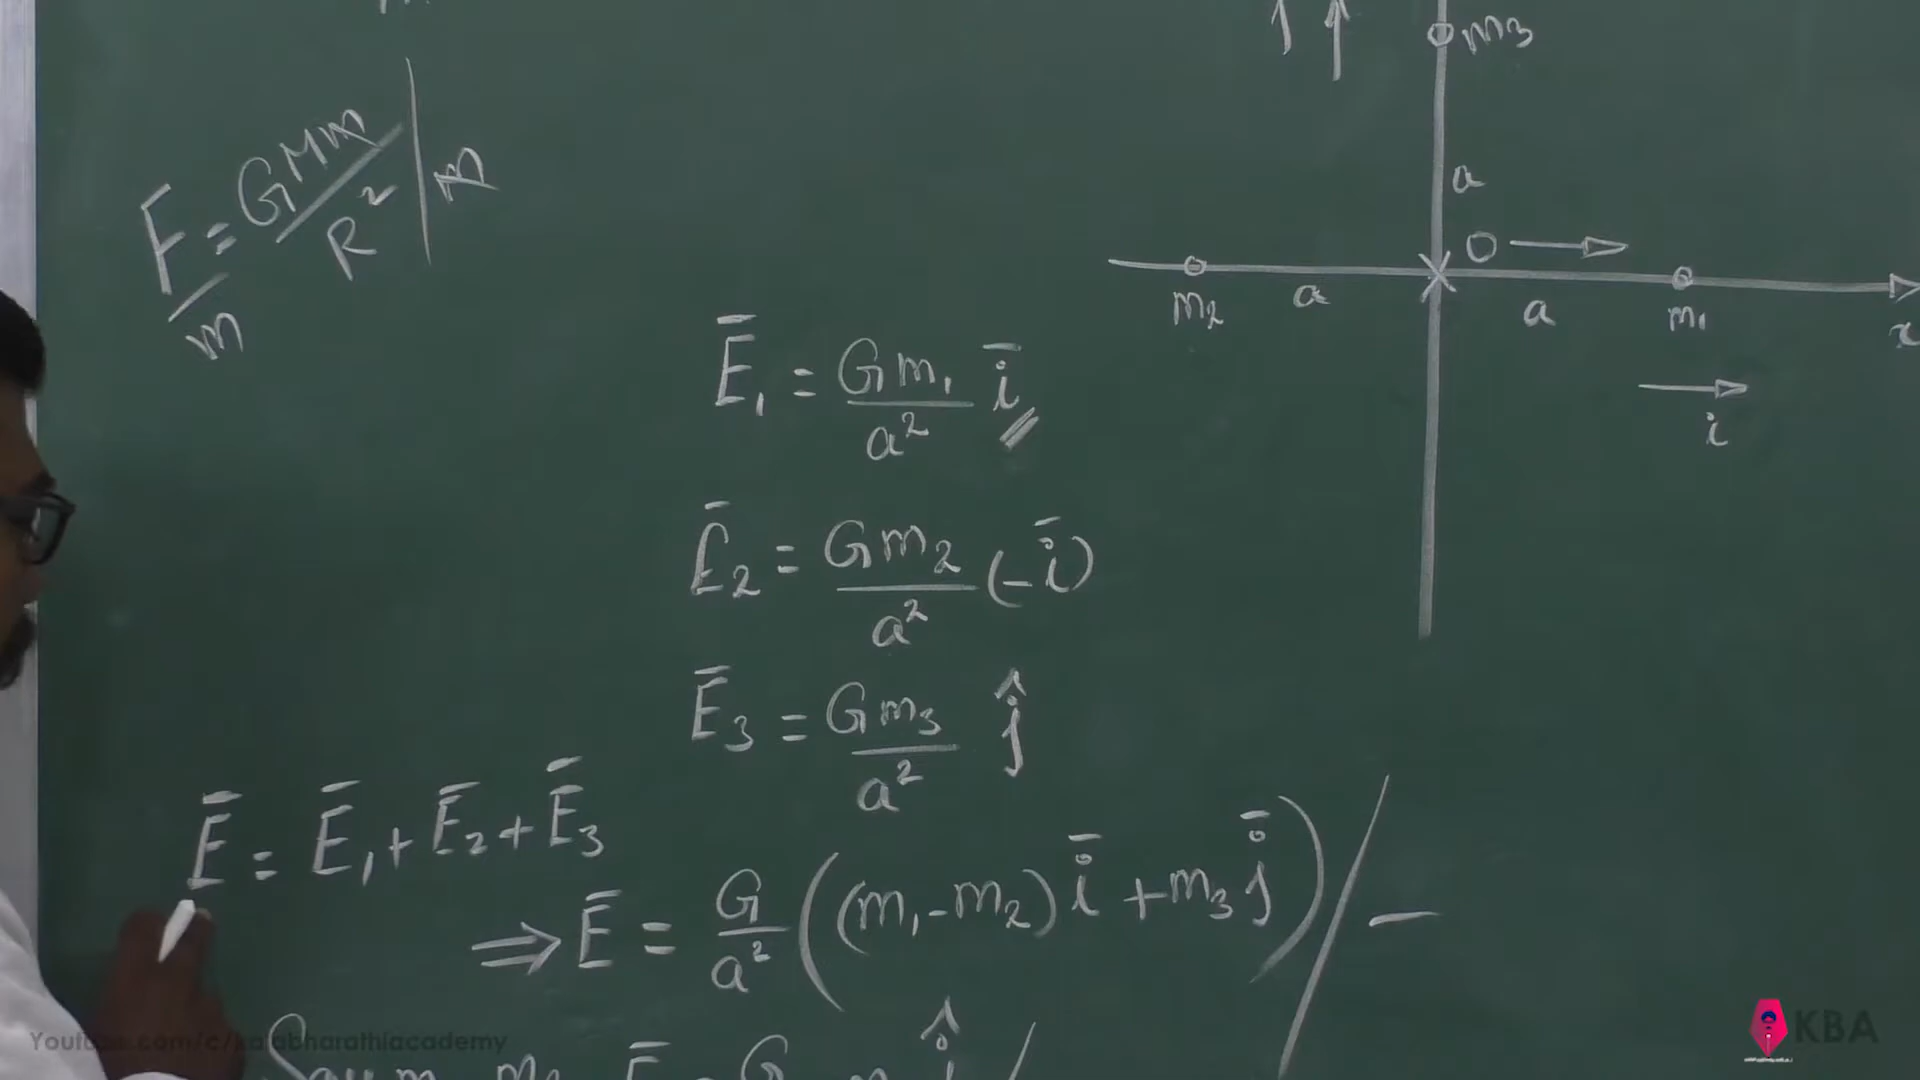 m3
a
O
m2 a a m1 x
i
F/m = GMm/R² | m
Ē₁ = Gm₁/a² ī
Ē₂ = Gm₂/a² (-ī)
Ē₃ = Gm₃/a² ĵ
Ē = Ē₁ + Ē₂ + Ē₃
⇒ Ē = G/a² ((m₁-m₂) ī + m₃ j̄) / —
Youtube.com/c/kalabharathiacademy
KBA